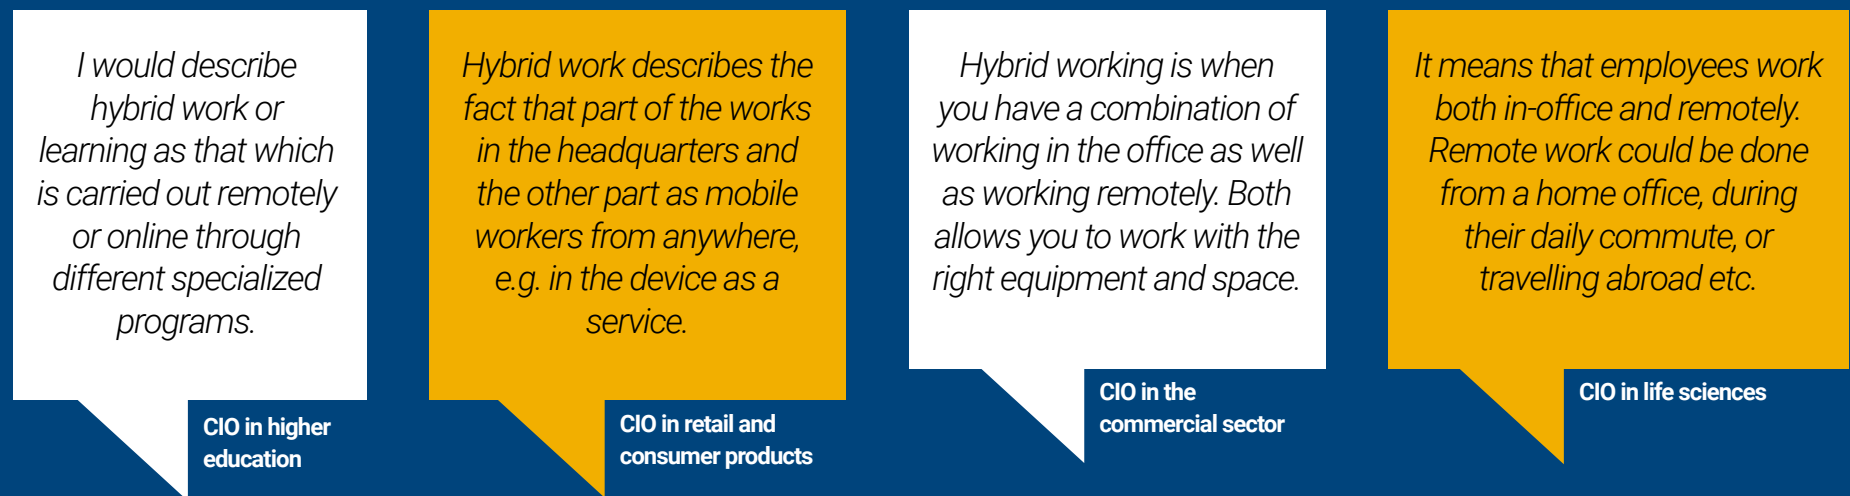 I would describe
hybrid work or
learning as that which
is carried out remotely
or online through
different specialized
programs.
CIO in higher
education
Hybrid work describes the
fact that part of the works
in the headquarters and
the other part as mobile
workers from anywhere,
e.g. in the device as a
service.
CIO in retail and
consumer products
Hybrid working is when
you have a combination of
working in the office as well
as working remotely. Both
allows you to work with the
right equipment and space.
CIO in the
commercial sector
It means that employees work
both in-office and remotely.
Remote work could be done
from a home office, during
their daily commute, or
travelling abroad etc.
CIO in life sciences